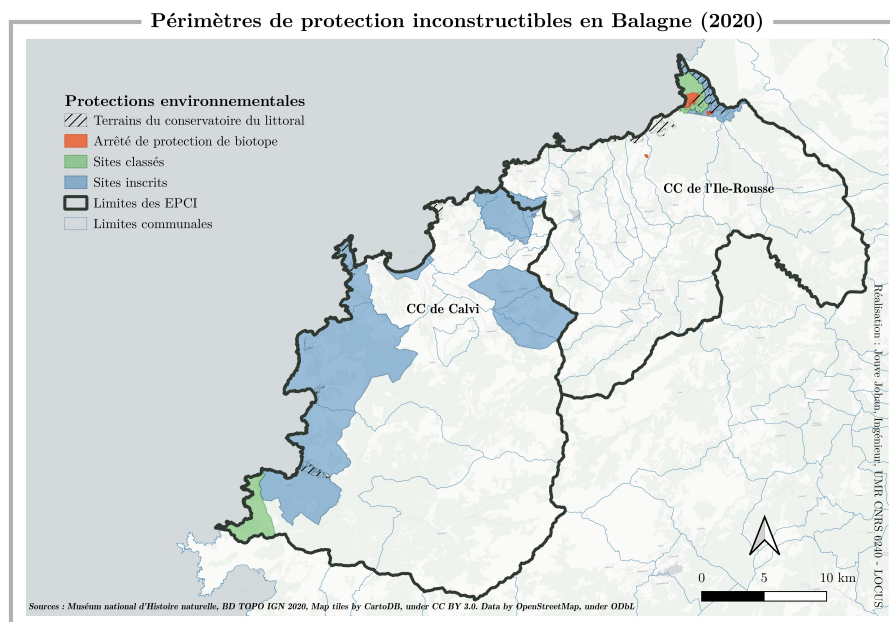 Périmètres de protection inconstructibles en Balagne (2020)
Protections environnementales
Terrains du conservatoire du littoral
Arrêté de protection de biotope
Sites classés
Sites inscrits
Limites des EPCI
Limites communales
CC de l'Ile-Rousse
CC de Calvi
Réalisation : Jouve Johan, Ingénieur, UMR CNRS 6240 - LOCUS
0 5 10 km
Sources : Muséum national d'Histoire naturelle, BD TOPO IGN 2020, Map tiles by CartoDB, under CC BY 3.0. Data by OpenStreetMap, under ODbL